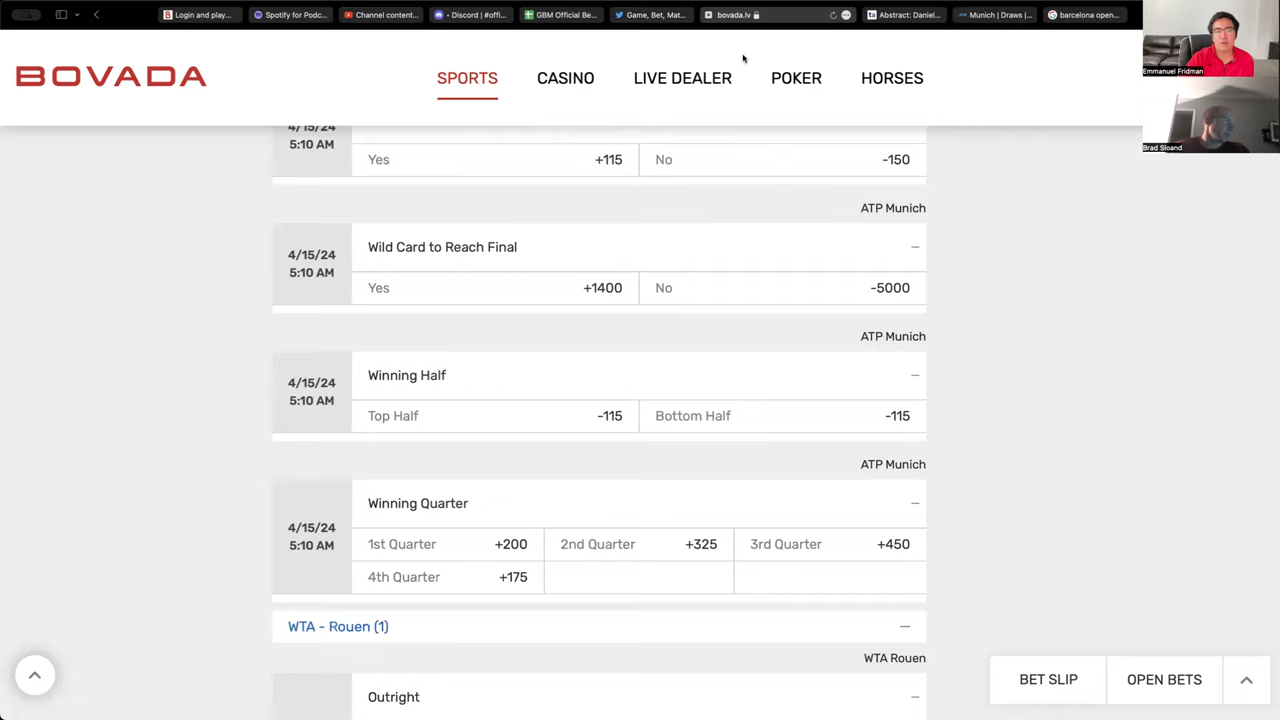 Login and play...
Spotify for Podc...
Channel content...
• Discord | #offi...
GBM Official Be...
Game, Bet, Mat...
bovada.lv
Abstract: Daniel...
Munich | Draws |...
barcelona open...
BOVADA
SPORTS
CASINO
LIVE DEALER
POKER
HORSES
Emmanuel Fridman
Brad Sloand
4/15/24
5:10 AM
Yes +115
No -150
ATP Munich
4/15/24
5:10 AM
Wild Card to Reach Final
Yes +1400
No -5000
ATP Munich
4/15/24
5:10 AM
Winning Half
Top Half -115
Bottom Half -115
ATP Munich
4/15/24
5:10 AM
Winning Quarter
1st Quarter +200
2nd Quarter +325
3rd Quarter +450
4th Quarter +175
WTA - Rouen (1)
WTA Rouen
Outright
BET SLIP
OPEN BETS